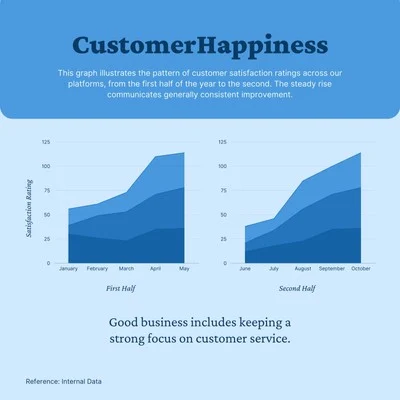 CustomerHappiness
This graph illustrates the pattern of customer satisfaction ratings across our
platforms, from the first half of the year to the second. The steady rise
communicates generally consistent improvement.
Satisfaction Rating
125
100
75
50
25
0
January February March April May
First Half
125
100
75
50
25
0
June July August September October
Second Half
Good business includes keeping a
strong focus on customer service.
Reference: Internal Data